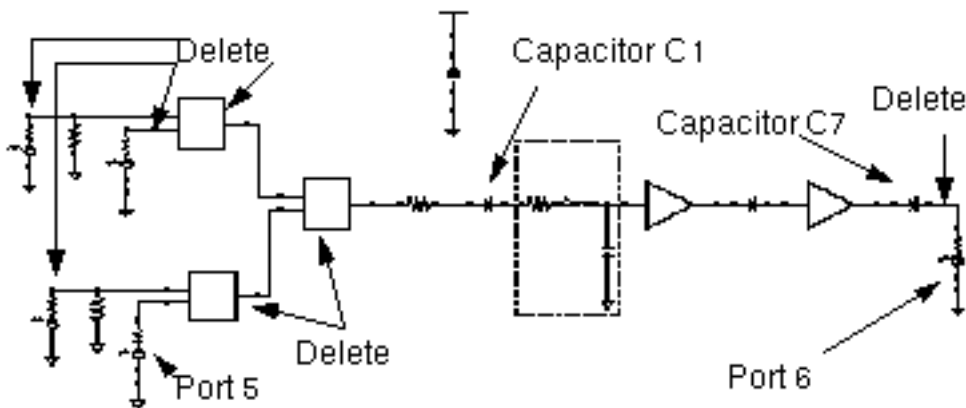 Delete
Capacitor C1
Delete
Capacitor C7
Delete
Port 5
Port 6